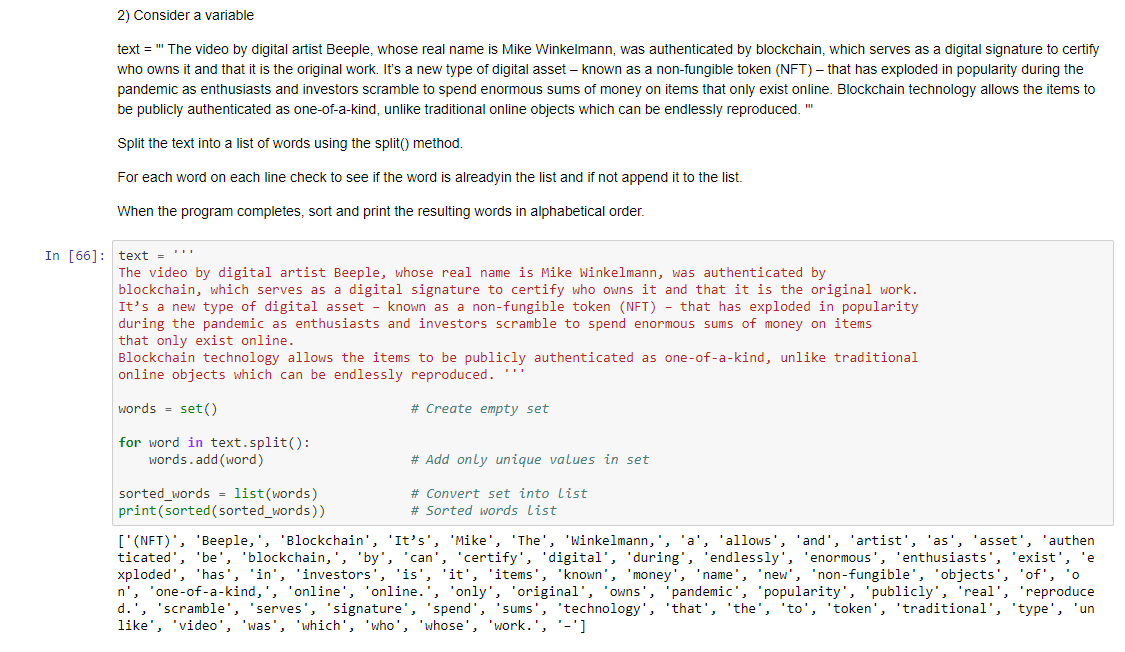 2) Consider a variable
text = ''' The video by digital artist Beeple, whose real name is Mike Winkelmann, was authenticated by blockchain, which serves as a digital signature to certify
who owns it and that it is the original work. It's a new type of digital asset – known as a non-fungible token (NFT) – that has exploded in popularity during the
pandemic as enthusiasts and investors scramble to spend enormous sums of money on items that only exist online. Blockchain technology allows the items to
be publicly authenticated as one-of-a-kind, unlike traditional online objects which can be endlessly reproduced. '''
Split the text into a list of words using the split() method.
For each word on each line check to see if the word is alreadyin the list and if not append it to the list.
When the program completes, sort and print the resulting words in alphabetical order.
In [66]: text = '''
The video by digital artist Beeple, whose real name is Mike Winkelmann, was authenticated by
blockchain, which serves as a digital signature to certify who owns it and that it is the original work.
It’s a new type of digital asset – known as a non-fungible token (NFT) – that has exploded in popularity
during the pandemic as enthusiasts and investors scramble to spend enormous sums of money on items
that only exist online.
Blockchain technology allows the items to be publicly authenticated as one-of-a-kind, unlike traditional
online objects which can be endlessly reproduced. '''
words = set() # Create empty set
for word in text.split():
words.add(word) # Add only unique values in set
sorted_words = list(words) # Convert set into list
print(sorted(sorted_words)) # Sorted words list
['(NFT)', 'Beeple,', 'Blockchain', 'It’s', 'Mike', 'The', 'Winkelmann,', 'a', 'allows', 'and', 'artist', 'as', 'asset', 'authen
ticated', 'be', 'blockchain,', 'by', 'can', 'certify', 'digital', 'during', 'endlessly', 'enormous', 'enthusiasts', 'exist', 'e
xploded', 'has', 'in', 'investors', 'is', 'it', 'items', 'known', 'money', 'name', 'new', 'non-fungible', 'objects', 'of', 'o
n', 'one-of-a-kind,', 'online', 'online.', 'only', 'original', 'owns', 'pandemic', 'popularity', 'publicly', 'real', 'reproduce
d.', 'scramble', 'serves', 'signature', 'spend', 'sums', 'technology', 'that', 'the', 'to', 'token', 'traditional', 'type', 'un
like', 'video', 'was', 'which', 'who', 'whose', 'work.', '–']